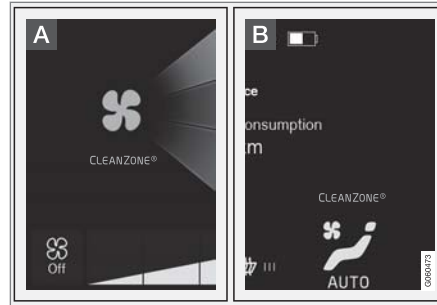 A
CLEANZONE®
Off
B
ce
onsumption
m
CLEANZONE®
AUTO
G060473